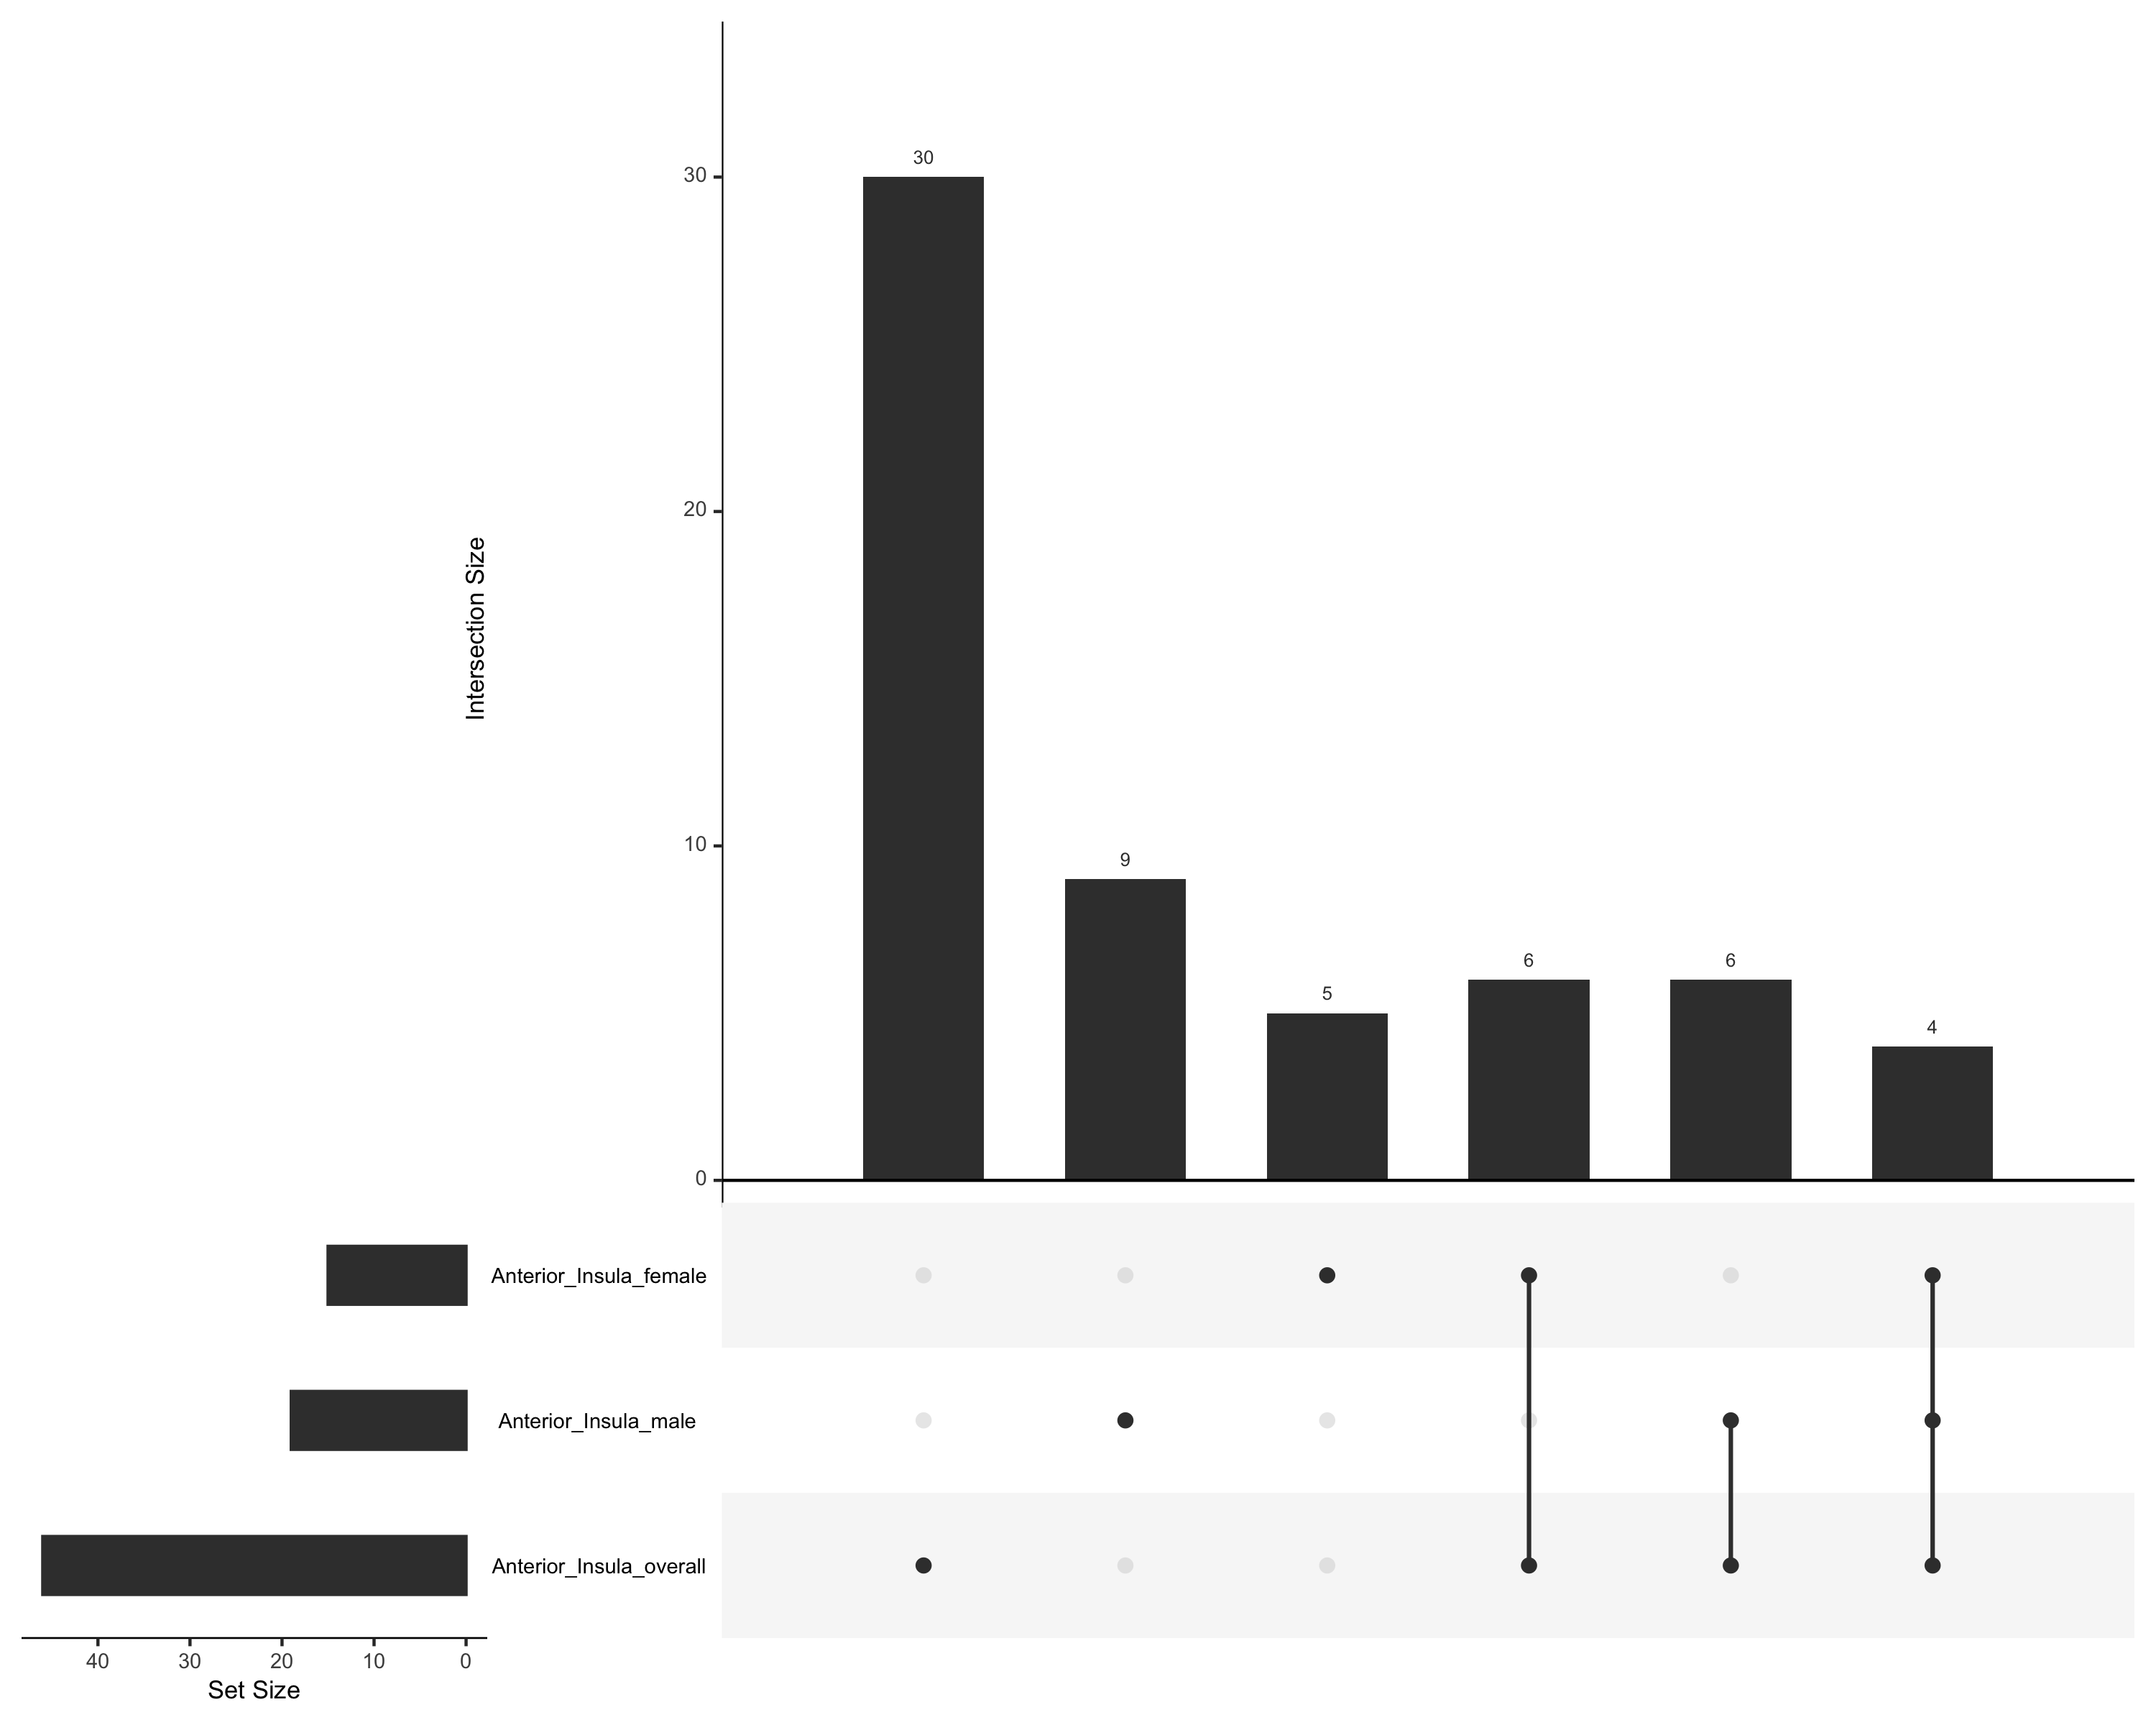 30
30
20
Intersection Size
10
9
6
6
5
4
0
Anterior_Insula_female
Anterior_Insula_male
Anterior_Insula_overall
40 30 20 10 0
Set Size